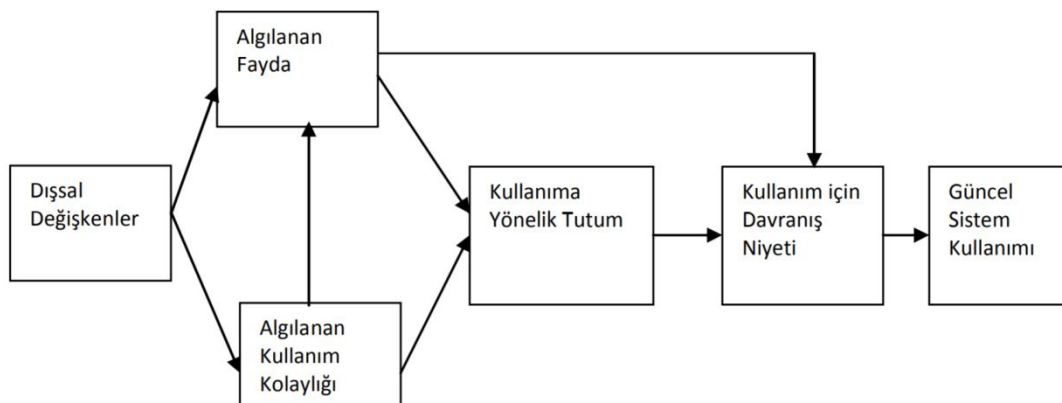 Algılanan
Fayda
Dışsal
Değişkenler
Algılanan
Kullanım
Kolaylığı
Kullanıma
Yönelik Tutum
Kullanım için
Davranış
Niyeti
Güncel
Sistem
Kullanımı